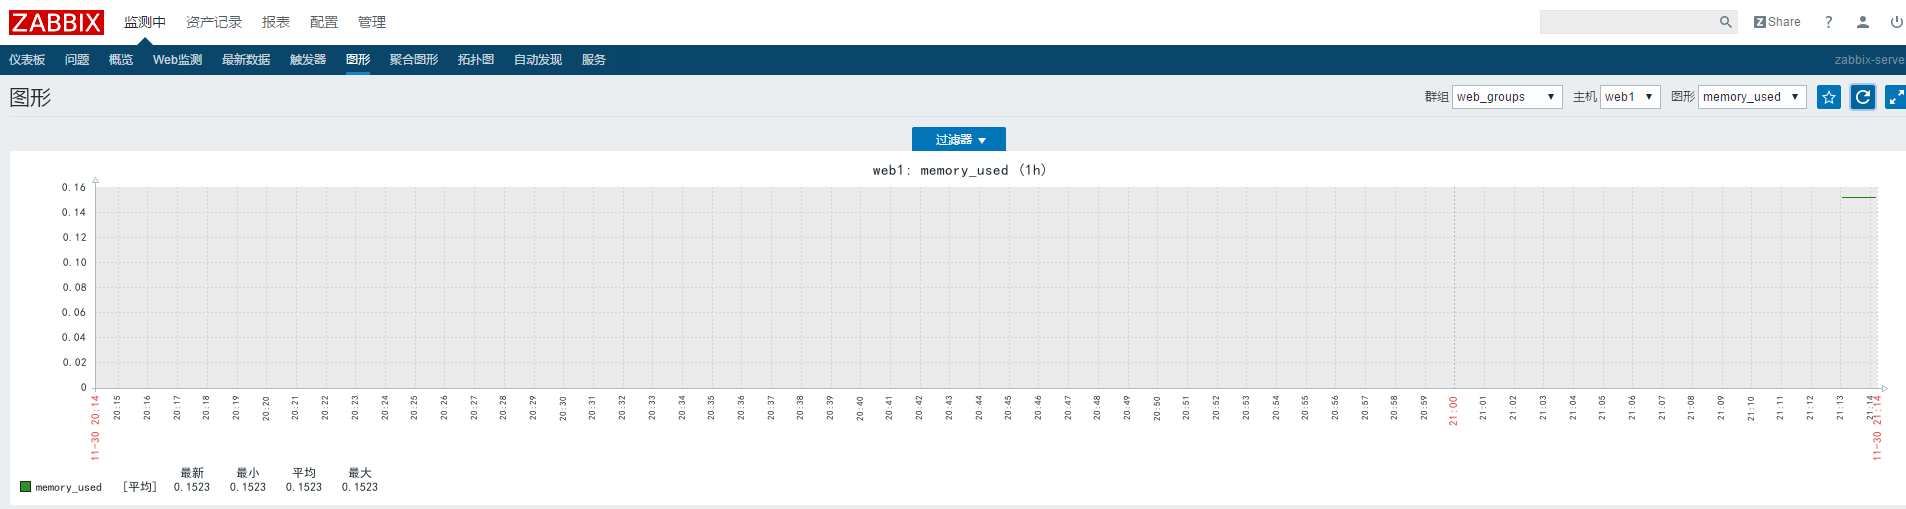 ZABBIX 监测中 资产记录 报表 配置 管理 Z Share ?
仪表板 问题 概览 Web监测 最新数据 触发器 图形 聚合图形 拓扑图 自动发现 服务 zabbix-serve
图形 群组 web_groups 主机 web1 图形 memory_used
过滤器
web1: memory_used (1h)
0.16
0.14
0.12
0.10
0.08
0.06
0.04
0.02
0
11-30 20:14 20:15 20:16 20:17 20:18 20:19 20:20 20:21 20:22 20:23 20:24 20:25 20:26 20:27 20:28 20:29 20:30 20:31 20:32 20:33 20:34 20:35 20:36 20:37 20:38 20:39 20:40 20:41 20:42 20:43 20:44 20:45 20:46 20:47 20:48 20:49 20:50 20:51 20:52 20:53 20:54 20:55 20:56 20:57 20:58 20:59 21:00 21:01 21:02 21:03 21:04 21:05 21:06 21:07 21:08 21:09 21:10 21:11 21:12 21:13 21:14 11-30 21:14
最新 最小 平均 最大
memory_used [平均] 0.1523 0.1523 0.1523 0.1523